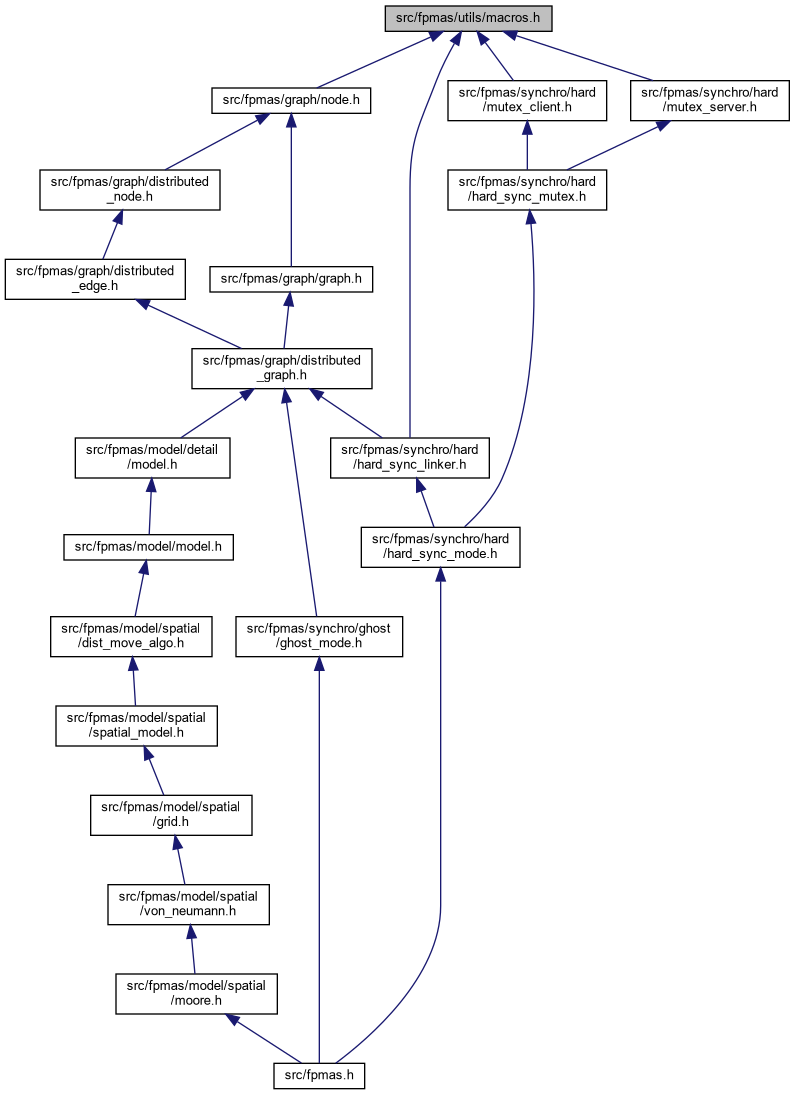 src/fpmas/utils/macros.h
src/fpmas/graph/node.h
src/fpmas/synchro/hard
/mutex_client.h
src/fpmas/synchro/hard
/mutex_server.h
src/fpmas/graph/distributed
_node.h
src/fpmas/synchro/hard
/hard_sync_mutex.h
src/fpmas/graph/distributed
_edge.h
src/fpmas/graph/graph.h
src/fpmas/graph/distributed
_graph.h
src/fpmas/model/detail
/model.h
src/fpmas/synchro/hard
/hard_sync_linker.h
src/fpmas/model/model.h
src/fpmas/synchro/hard
/hard_sync_mode.h
src/fpmas/model/spatial
/dist_move_algo.h
src/fpmas/synchro/ghost
/ghost_mode.h
src/fpmas/model/spatial
/spatial_model.h
src/fpmas/model/spatial
/grid.h
src/fpmas/model/spatial
/von_neumann.h
src/fpmas/model/spatial
/moore.h
src/fpmas.h